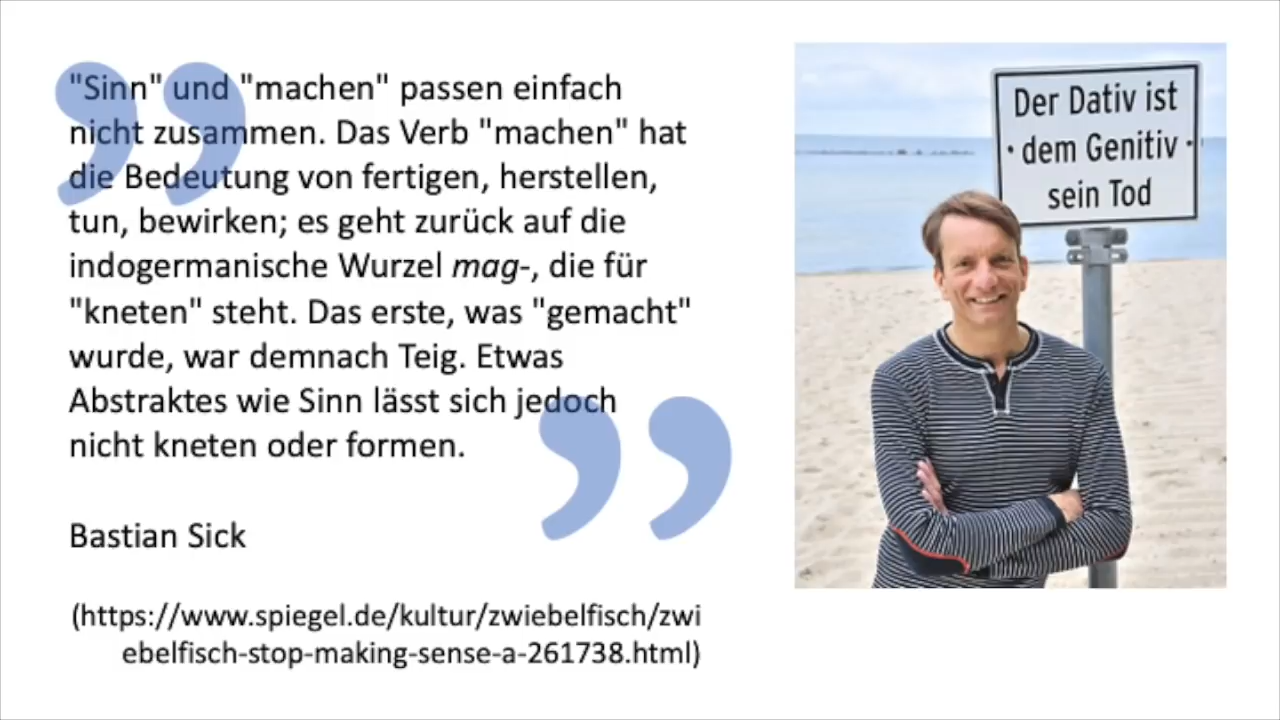 "Sinn" und "machen" passen einfach
nicht zusammen. Das Verb "machen" hat
die Bedeutung von fertigen, herstellen,
tun, bewirken; es geht zurück auf die
indogermanische Wurzel mag-, die für
"kneten" steht. Das erste, was "gemacht"
wurde, war demnach Teig. Etwas
Abstraktes wie Sinn lässt sich jedoch
nicht kneten oder formen.
Bastian Sick
(https://www.spiegel.de/kultur/zwiebelfisch/zwi
ebelfisch-stop-making-sense-a-261738.html)
Der Dativ ist
dem Genitiv
sein Tod